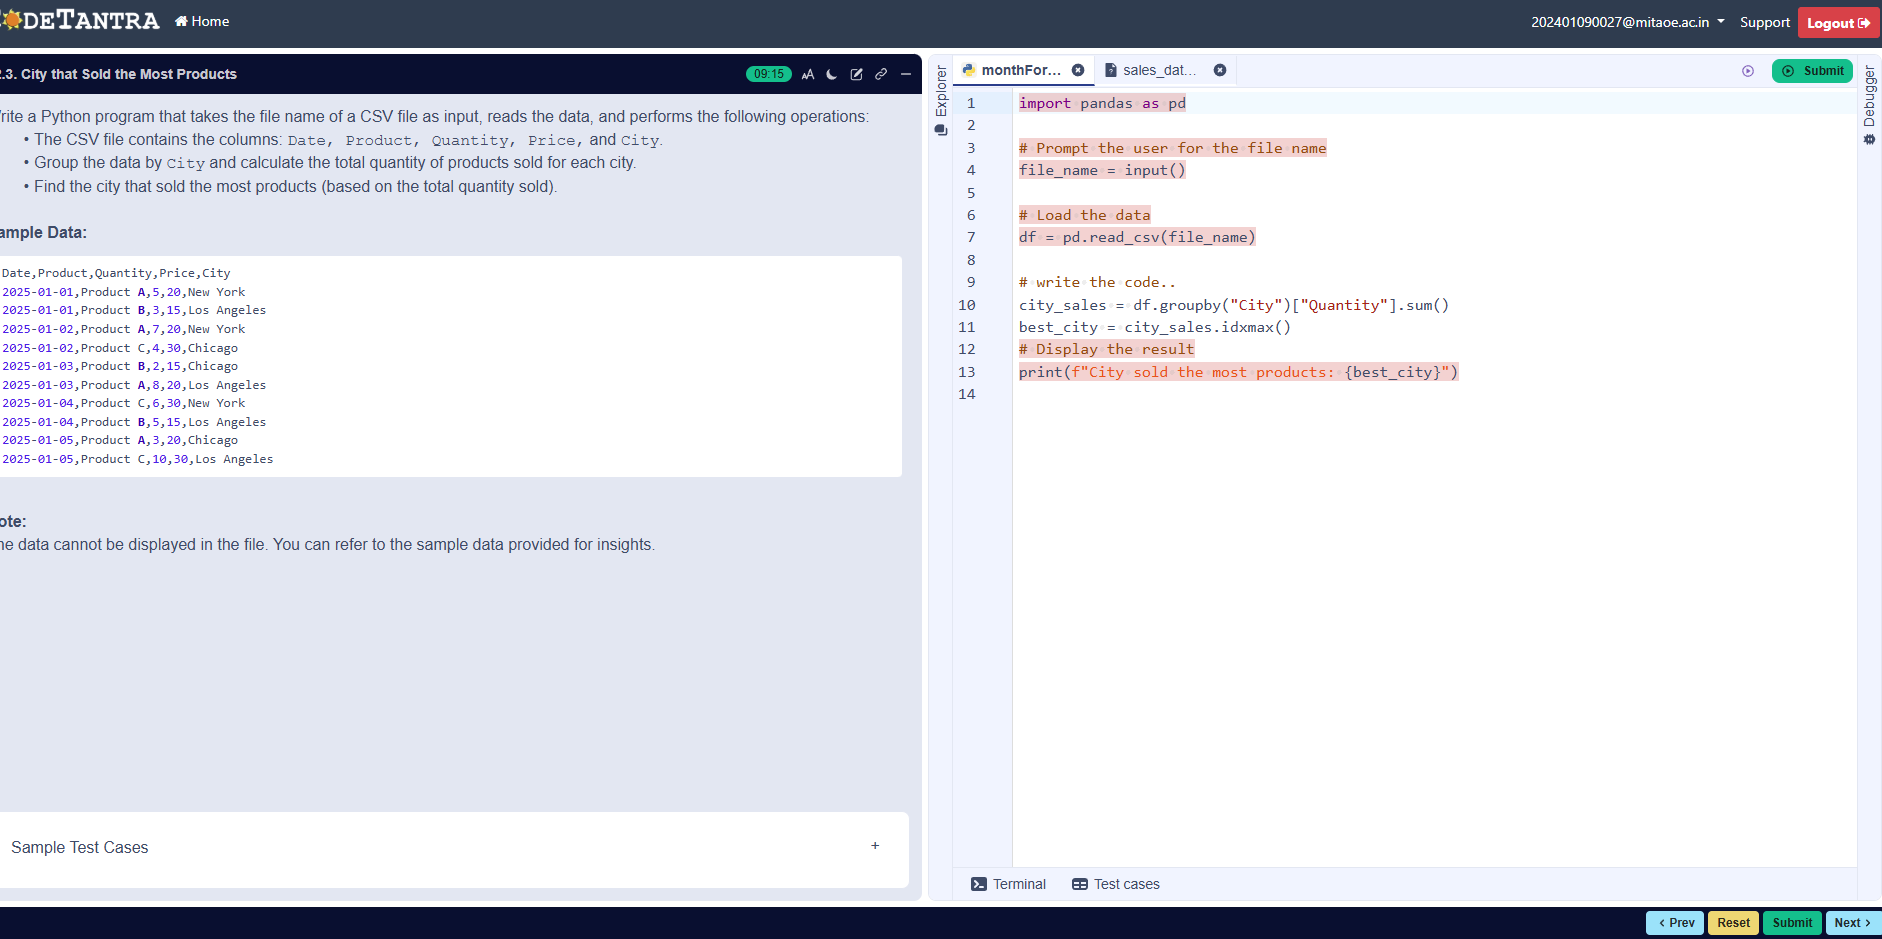 CODETANTRA
Home
202401090027@mitaoe.ac.in
Support
Logout
.3. City that Sold the Most Products
09:15
rite a Python program that takes the file name of a CSV file as input, reads the data, and performs the following operations:
• The CSV file contains the columns: Date, Product, Quantity, Price, and City.
• Group the data by City and calculate the total quantity of products sold for each city.
• Find the city that sold the most products (based on the total quantity sold).
ample Data:
Date,Product,Quantity,Price,City
2025-01-01,Product A,5,20,New York
2025-01-01,Product B,3,15,Los Angeles
2025-01-02,Product A,7,20,New York
2025-01-02,Product C,4,30,Chicago
2025-01-03,Product B,2,15,Chicago
2025-01-03,Product A,8,20,Los Angeles
2025-01-04,Product C,6,30,New York
2025-01-04,Product B,5,15,Los Angeles
2025-01-05,Product A,3,20,Chicago
2025-01-05,Product C,10,30,Los Angeles
ote:
he data cannot be displayed in the file. You can refer to the sample data provided for insights.
Sample Test Cases
+
Explorer
monthFor...
sales_dat...
Submit
Debugger
1 import pandas as pd
2
3 # Prompt the user for the file name
4 file_name = input()
5
6 # Load the data
7 df = pd.read_csv(file_name)
8
9 # write the code..
10 city_sales = df.groupby("City")["Quantity"].sum()
11 best_city = city_sales.idxmax()
12 # Display the result
13 print(f"City sold the most products: {best_city}")
14
Terminal
Test cases
< Prev
Reset
Submit
Next >